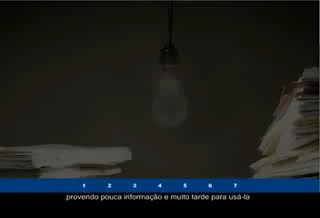 1 2 3 4 5 6 7
provendo pouca informação e muito tarde para usá-la